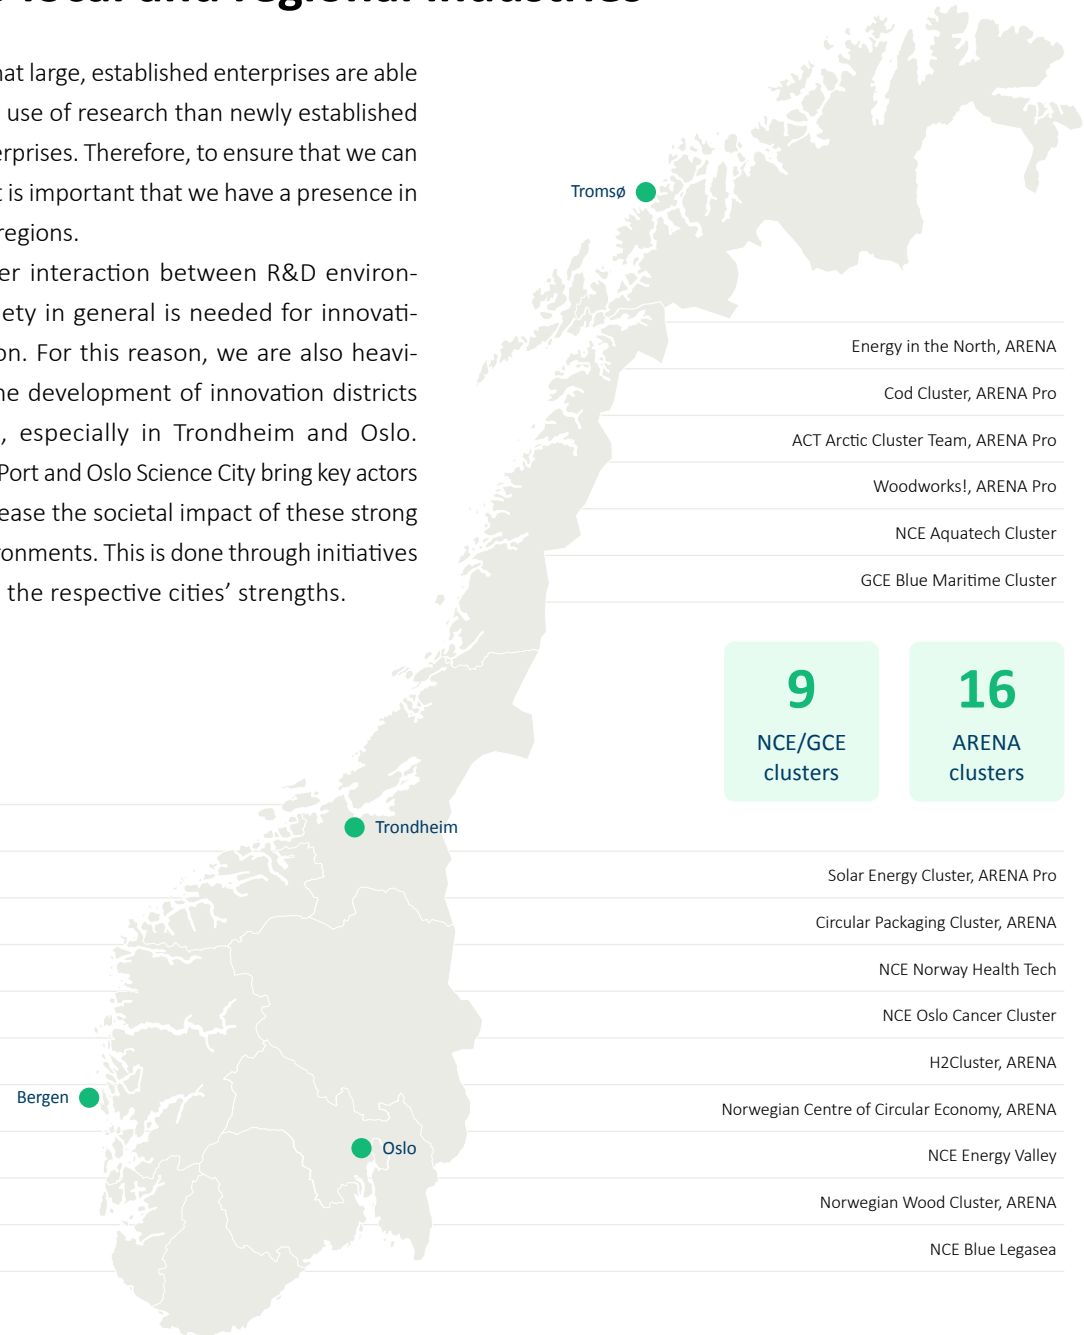 local and regional industries
hat large, established enterprises are able
use of research than newly established
erprises. Therefore, to ensure that we can
t is important that we have a presence in
regions.
er interaction between R&D environ-
iety in general is needed for innovati-
on. For this reason, we are also heavi-
he development of innovation districts
, especially in Trondheim and Oslo.
Port and Oslo Science City bring key actors
ease the societal impact of these strong
onments. This is done through initiatives
the respective cities’ strengths.
Tromsø
Energy in the North, ARENA
Cod Cluster, ARENA Pro
ACT Arctic Cluster Team, ARENA Pro
Woodworks!, ARENA Pro
NCE Aquatech Cluster
GCE Blue Maritime Cluster
9
NCE/GCE
clusters
16
ARENA
clusters
Trondheim
Solar Energy Cluster, ARENA Pro
Circular Packaging Cluster, ARENA
NCE Norway Health Tech
NCE Oslo Cancer Cluster
H2Cluster, ARENA
Bergen
Norwegian Centre of Circular Economy, ARENA
Oslo
NCE Energy Valley
Norwegian Wood Cluster, ARENA
NCE Blue Legasea